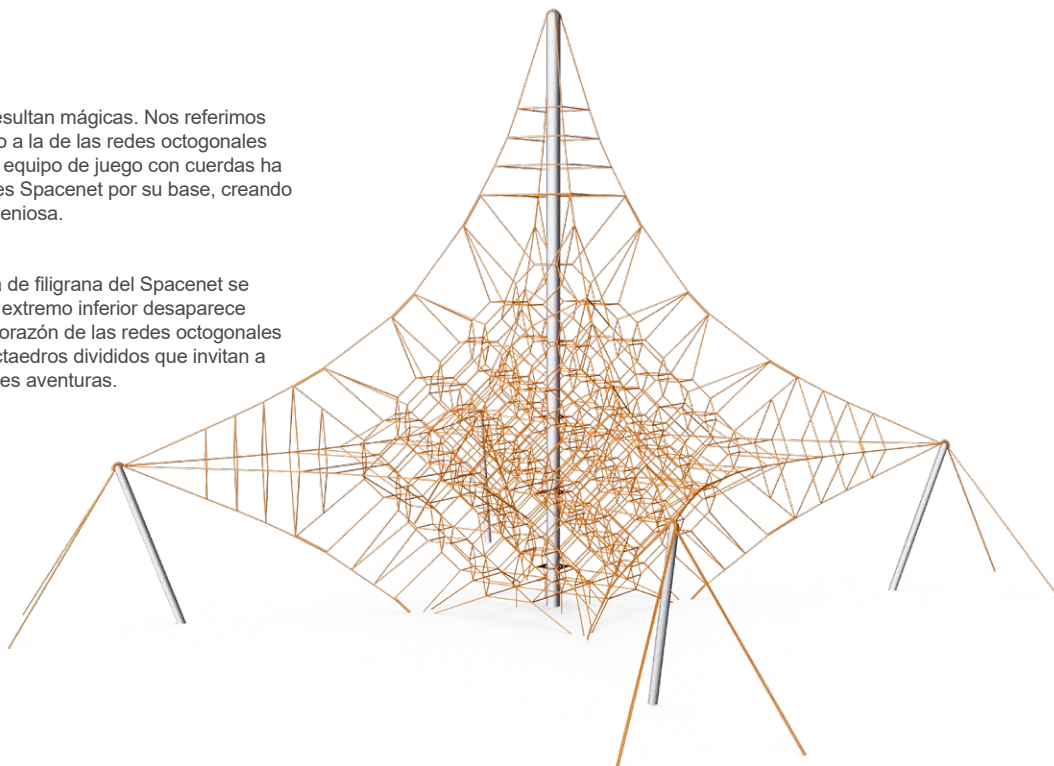 esultan mágicas. Nos referimos
o a la de las redes octogonales
equipo de juego con cuerdas ha
es Spacenet por su base, creando
eniosa.
a de filigrana del Spacenet se
extremo inferior desaparece
orazón de las redes octogonales
ctaedros divididos que invitan a
es aventuras.